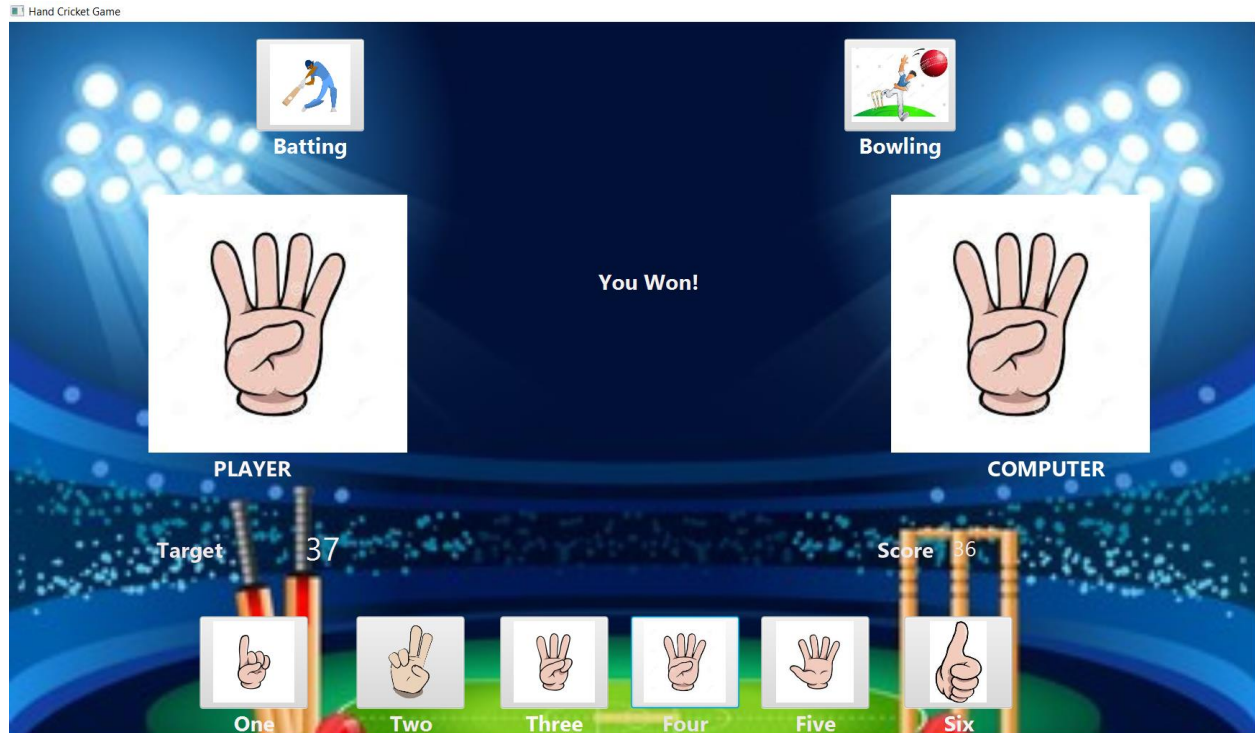 Hand Cricket Game
Batting
Bowling
You Won!
PLAYER
COMPUTER
Target 37
Score 36
One
Two
Three
Four
Five
Six